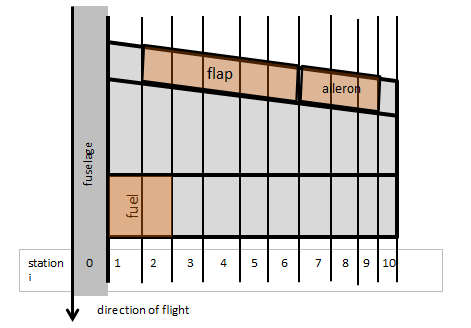 flap
aileron
fuselage
fuel
station 0 1 2 3 4 5 6 7 8 9 10
i
direction of flight